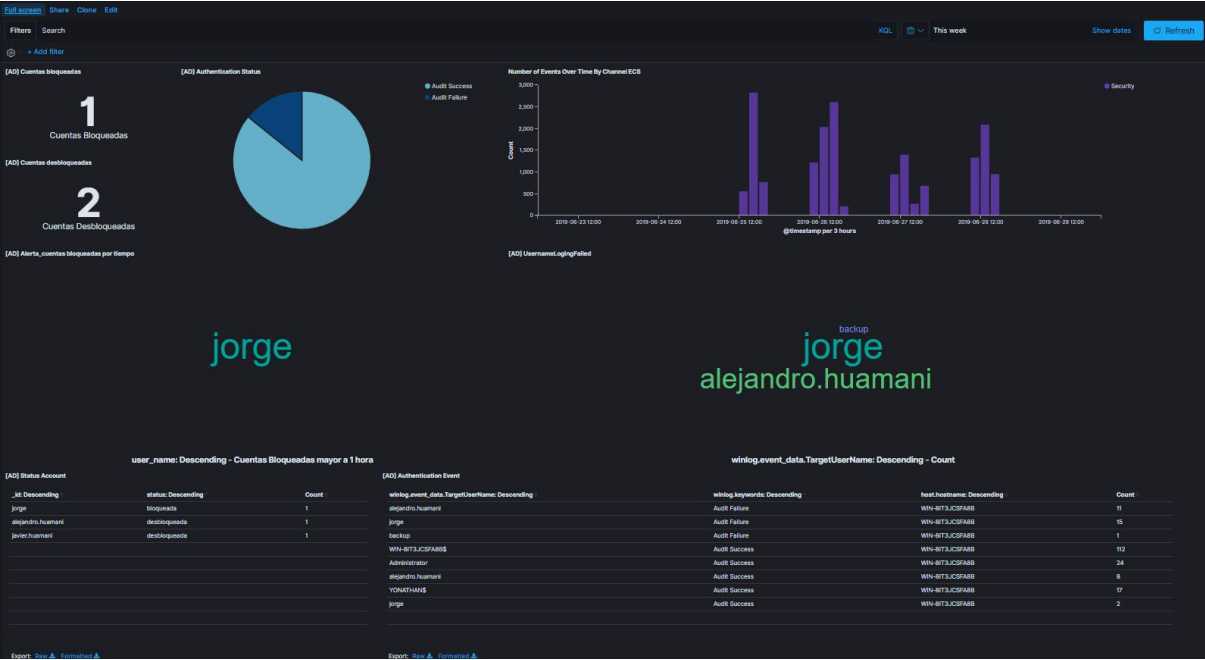 Full screen Share Clone Edit
Filters Search KQL This week Show dates Refresh
+ Add filter
[AD] Cuentas bloqueadas
1
Cuentas Bloqueadas
[AD] Cuentas desbloqueadas
2
Cuentas Desbloqueadas
[AD] Authentication Status
Audit Success
Audit Failure
Number of Events Over Time By Channel ECS
3,000
2,500
2,000
1,500
1,000
500
0
Count
2019-06-23 12:00 2019-06-24 12:00 2019-06-25 12:00 2019-06-26 12:00 2019-06-27 12:00 2019-06-28 12:00 2019-06-29 12:00
@timestamp per 3 hours
Security
[AD] Alerta_cuentas bloqueadas por tiempo
jorge
user_name: Descending - Cuentas Bloqueadas mayor a 1 hora
[AD] UsernameLogingFailed
backup
jorge
alejandro.huamani
winlog.event_data.TargetUserName: Descending - Count
[AD] Status Account
_id: Descending status: Descending Count
jorge bloqueada 1
alejandro.huamani desbloqueada 1
javier.huamani desbloqueada 1
Export: Raw Formatted
[AD] Authentication Event
winlog.event_data.TargetUserName: Descending winlog.keywords: Descending host.hostname: Descending Count
alejandro.huamani Audit Failure WIN-8IT3JCSFA8B 11
jorge Audit Failure WIN-8IT3JCSFA8B 15
backup Audit Failure WIN-8IT3JCSFA8B 1
WIN-8IT3JCSFA8B$ Audit Success WIN-8IT3JCSFA8B 112
Administrator Audit Success WIN-8IT3JCSFA8B 24
alejandro.huamani Audit Success WIN-8IT3JCSFA8B 8
YONATHAN$ Audit Success WIN-8IT3JCSFA8B 17
jorge Audit Success WIN-8IT3JCSFA8B 2
Export: Raw Formatted